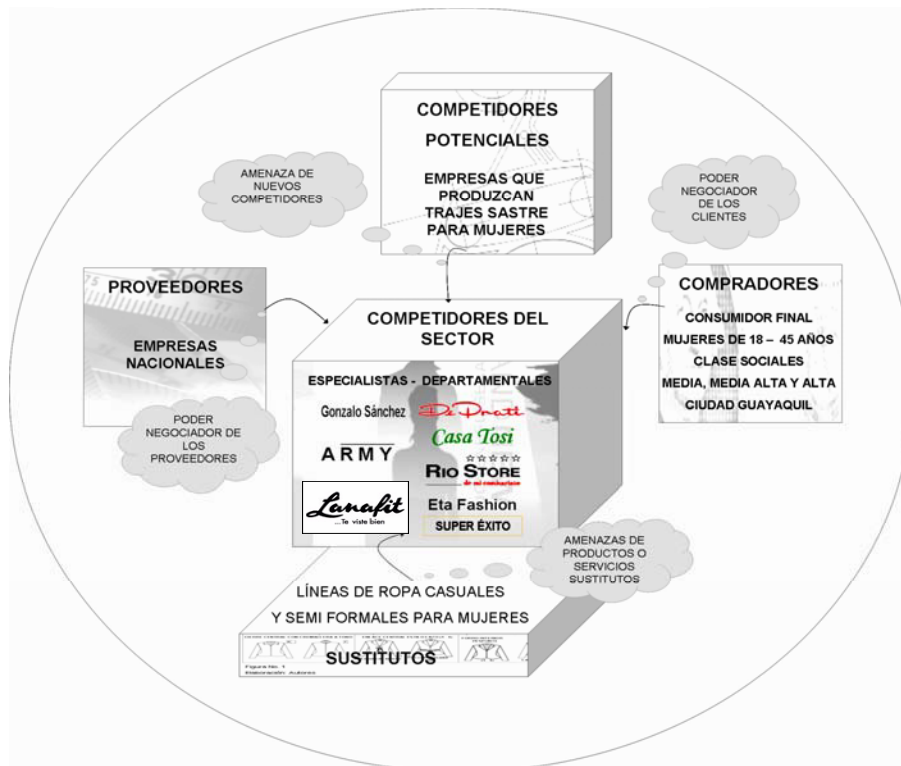 COMPETIDORES
POTENCIALES
EMPRESAS QUE
PRODUZCAN
TRAJES SASTRE
PARA MUJERES
AMENAZA DE
NUEVOS
COMPETIDORES
PODER
NEGOCIADOR
DE LOS
CLIENTES
PROVEEDORES
EMPRESAS
NACIONALES
PODER
NEGOCIADOR DE
LOS
PROVEEDORES
COMPRADORES
CONSUMIDOR FINAL
MUJERES DE 18 – 45 AÑOS
CLASE SOCIALES
MEDIA, MEDIA ALTA Y ALTA
CIUDAD GUAYAQUIL
COMPETIDORES DEL
SECTOR
ESPECIALISTAS - DEPARTAMENTALES
Gonzalo Sánchez
De Prati
Casa Tosi
ARMY
RIO STORE
de mi comisariato
Lanafit
...Te viste bien
Eta Fashion
SUPER ÉXITO
AMENAZAS DE
PRODUCTOS O
SERVICIOS
SUSTITUTOS
LÍNEAS DE ROPA CASUALES
Y SEMI FORMALES PARA MUJERES
SUSTITUTOS
Figura No. 1
Elaboración: Autores